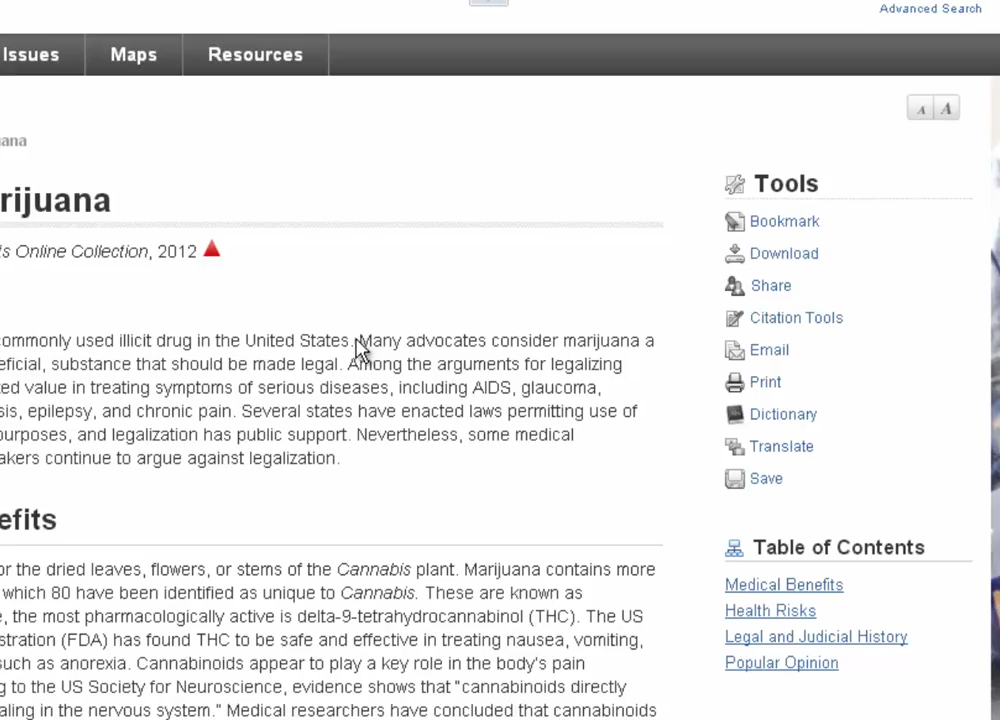 Advanced Search
Issues Maps Resources
A A
ana
rijuana
s Online Collection, 2012
ommonly used illicit drug in the United States. Many advocates consider marijuana a
eficial, substance that should be made legal. Among the arguments for legalizing
ed value in treating symptoms of serious diseases, including AIDS, glaucoma,
sis, epilepsy, and chronic pain. Several states have enacted laws permitting use of
purposes, and legalization has public support. Nevertheless, some medical
akers continue to argue against legalization.
efits
or the dried leaves, flowers, or stems of the Cannabis plant. Marijuana contains more
which 80 have been identified as unique to Cannabis. These are known as
, the most pharmacologically active is delta-9-tetrahydrocannabinol (THC). The US
stration (FDA) has found THC to be safe and effective in treating nausea, vomiting,
such as anorexia. Cannabinoids appear to play a key role in the body's pain
g to the US Society for Neuroscience, evidence shows that "cannabinoids directly
aling in the nervous system." Medical researchers have concluded that cannabinoids
Tools
Bookmark
Download
Share
Citation Tools
Email
Print
Dictionary
Translate
Save
Table of Contents
Medical Benefits
Health Risks
Legal and Judicial History
Popular Opinion